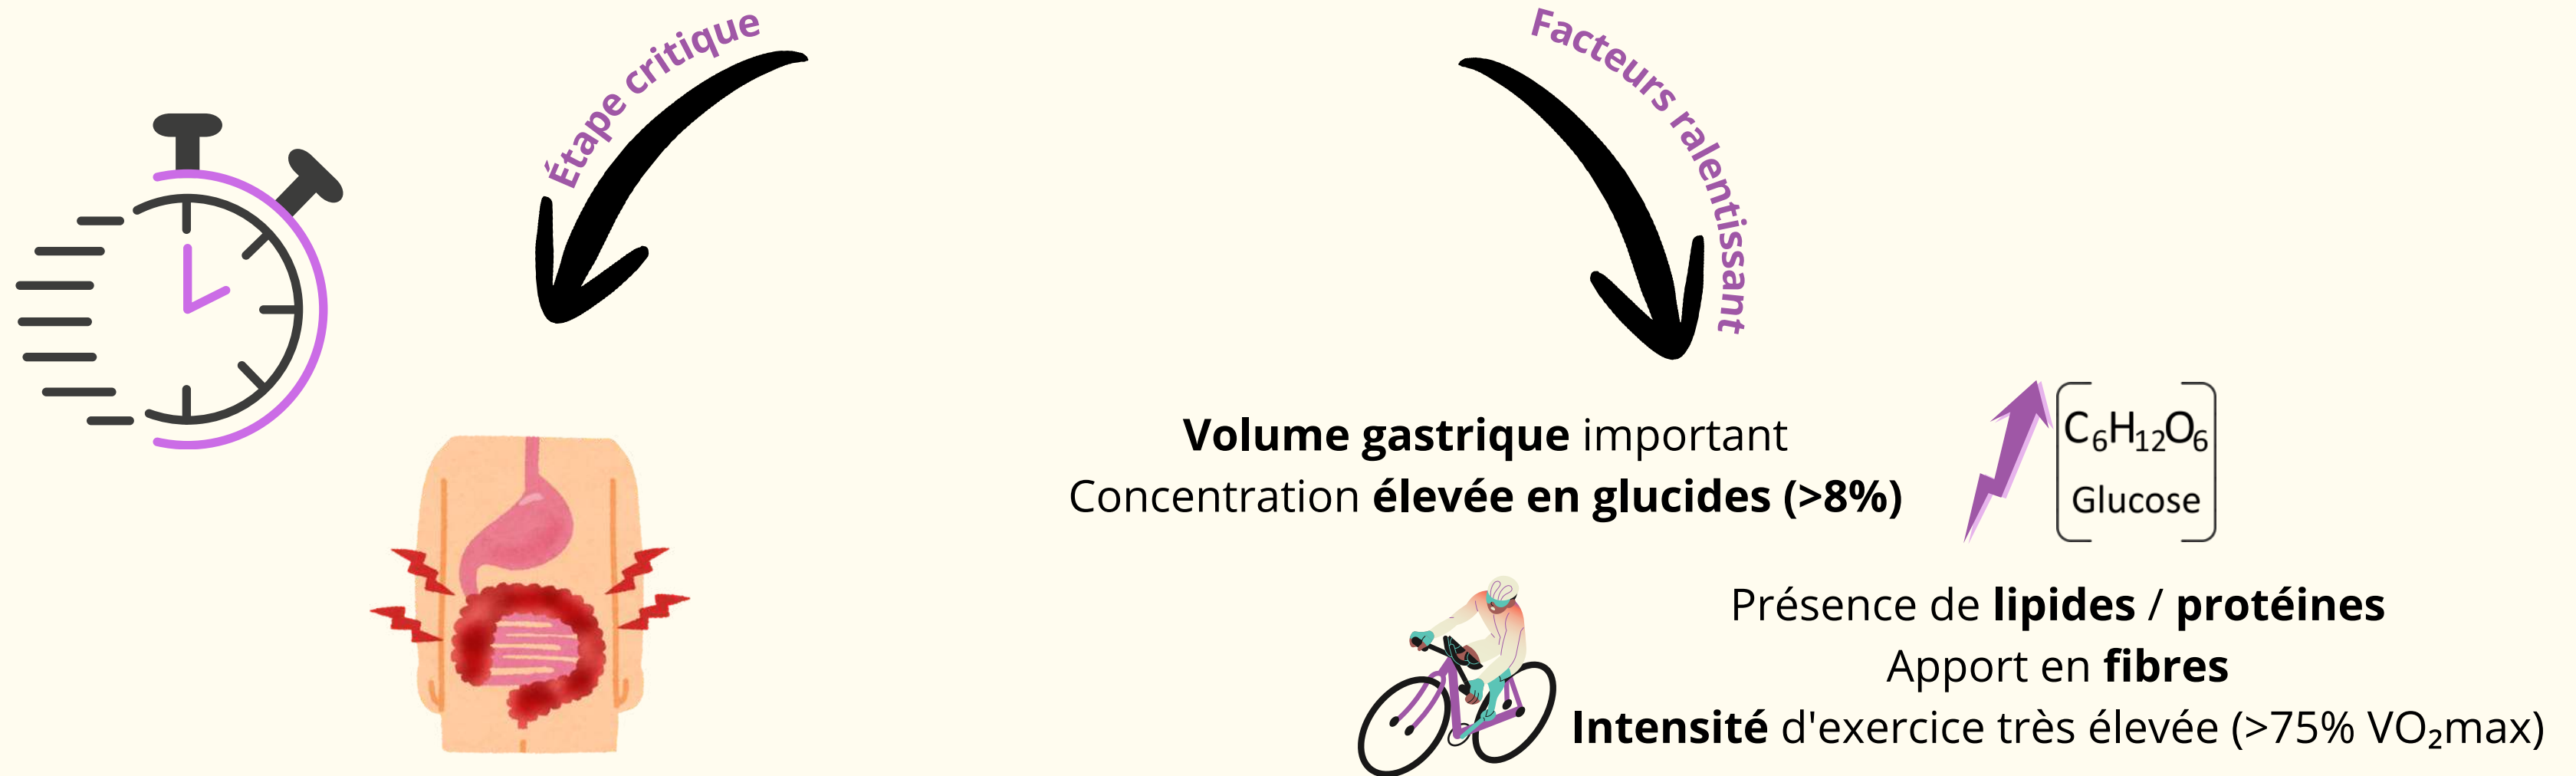 Étape critique
Facteurs ralentissant
Volume gastrique important
Concentration élevée en glucides (>8%)
C₆H₁₂O₆
Glucose
Présence de lipides / protéines
Apport en fibres
Intensité d'exercice très élevée (>75% VO₂max)